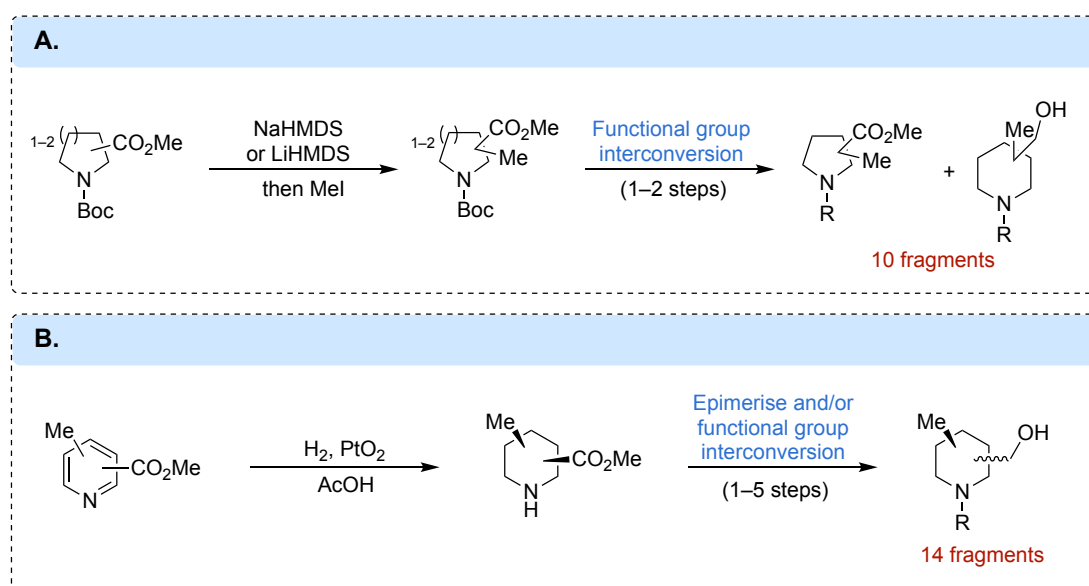 A.
1–2
CO₂Me
N
Boc
NaHMDS
or LiHMDS
then MeI
1–2
CO₂Me
Me
N
Boc
Functional group
interconversion
(1–2 steps)
CO₂Me
Me
N
R
+
OH
Me
N
R
10 fragments
B.
Me
CO₂Me
N
H₂, PtO₂
AcOH
Me
CO₂Me
N
H
Epimerise and/or
functional group
interconversion
(1–5 steps)
Me
OH
N
R
14 fragments